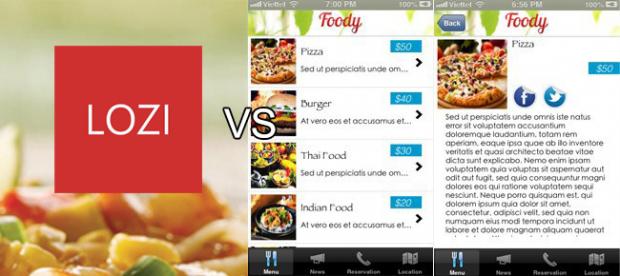 LOZI
VS
Viettel 7:00 PM 100%
Foody
Pizza
$50
Sed ut perspiciatis unde om...
Burger
$40
At vero eos et accusamus et...
Thai Food
$30
Sed ut perspiciatis unde om...
Indian Food
$20
At vero eos et accusamus et...
Menu
News
Reservation
Location
Viettel 6:56 PM 100%
Back
Foody
Pizza
$50
Sed ut perspiciatis unde omnis iste natus
error sit voluptatem accusantium
doloremque laudantium, totam rem
aperiam, eaque ipsa quae ab illo inventore
veritatis et quasi architecto beatae vitae
dicta sunt explicabo. Nemo enim ipsam
voluptatem quia voluptas sit aspernatur aut
odit aut fugit, sed quia consequuntur magni
dolores eos qui ratione voluptatem sequi
nesciunt. Neque porro quisquam est, qui
dolorem ipsum quia dolor sit amet,
consectetur, adipisci velit, sed quia non
numquam eius modi tempora incidunt ut
labore et dolore magnam aliquam quaerat
Menu
News
Reservation
Location